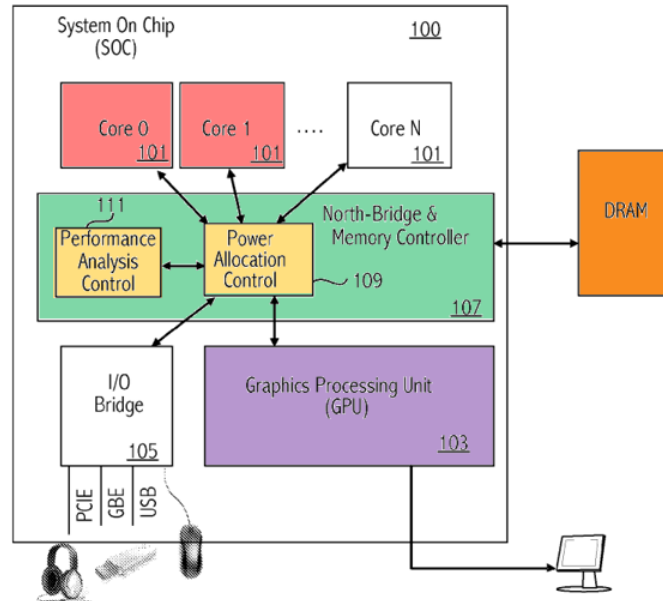 System On Chip
(SOC)
100
Core 0
101
Core 1
101
....
Core N
101
111
Performance
Analysis
Control
Power
Allocation
Control
109
North-Bridge &
Memory Controller
107
DRAM
I/O
Bridge
105
Graphics Processing Unit
(GPU)
103
PCIE
GBE
USB